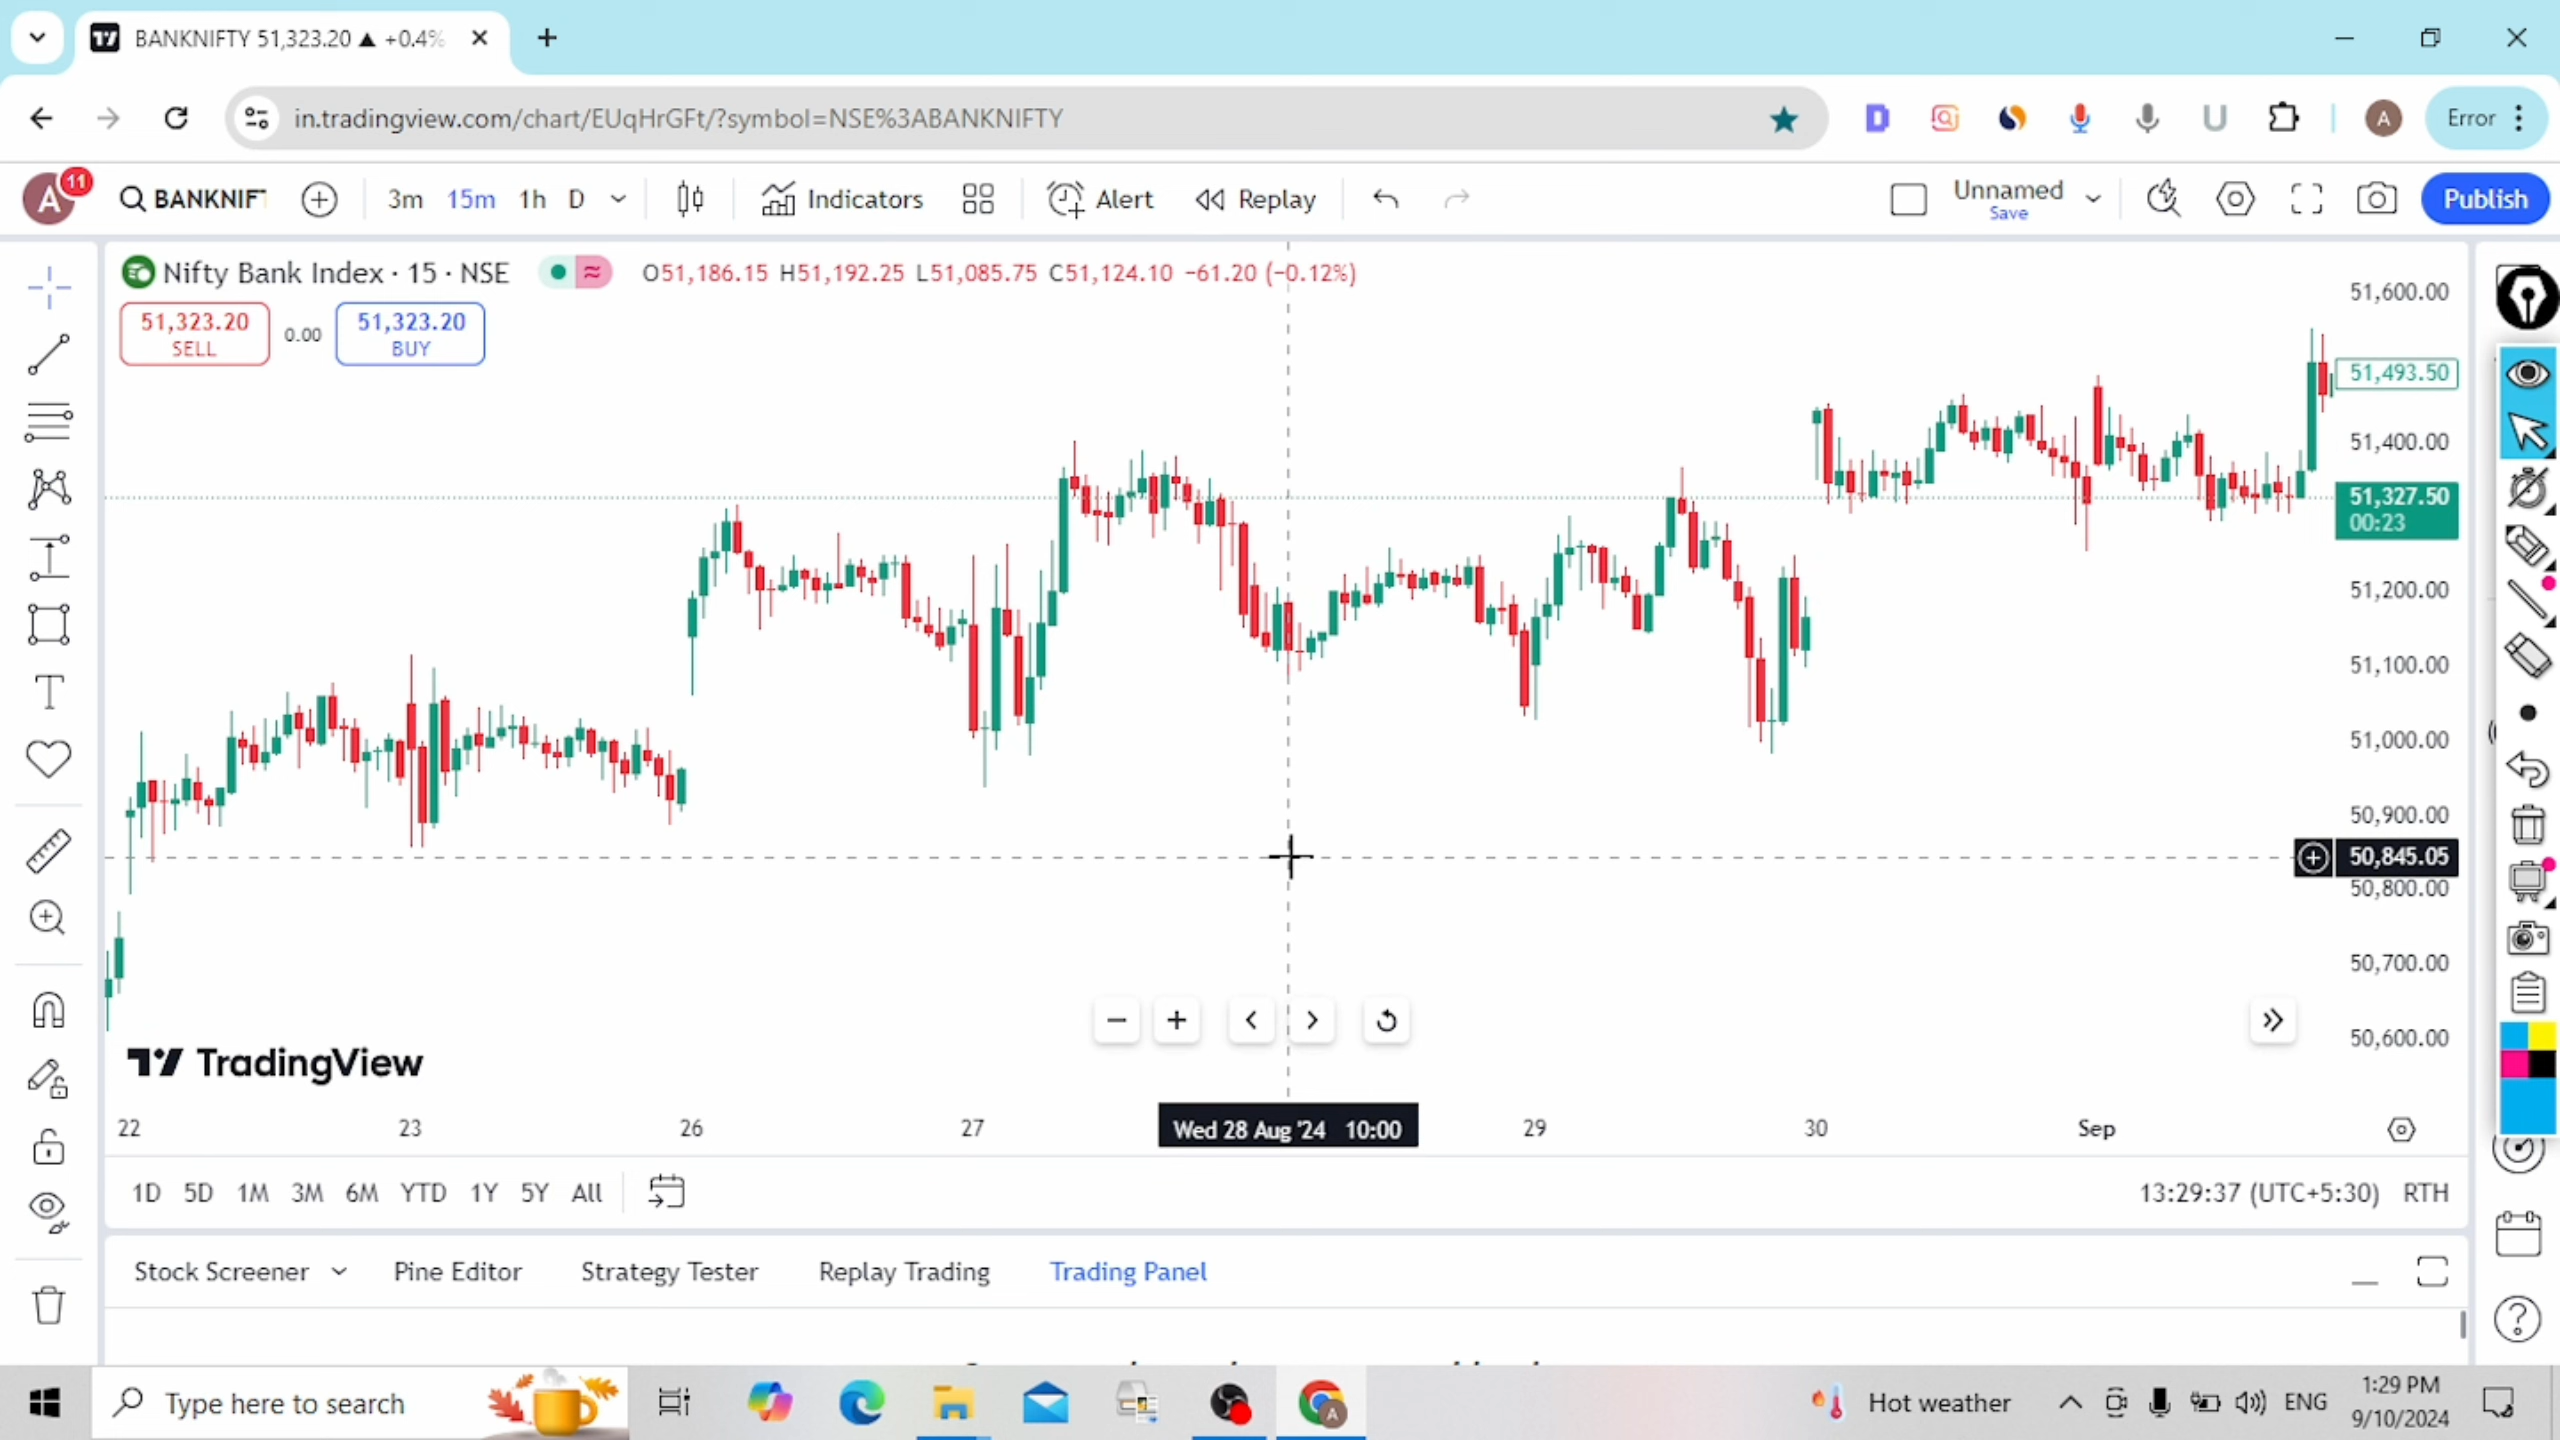 BANKNIFTY 51,323.20 ▲ +0.4%
in.tradingview.com/chart/EUqHrGFt/?symbol=NSE%3ABANKNIFTY
A
Error
A 11
BANKNIFT
3m 15m 1h D
Indicators
Alert
Replay
Unnamed
Save
Publish
Nifty Bank Index · 15 · NSE
O51,186.15 H51,192.25 L51,085.75 C51,124.10 −61.20 (−0.12%)
51,323.20
SELL
0.00
51,323.20
BUY
51,600.00
51,493.50
51,400.00
51,327.50
00:23
51,200.00
51,100.00
51,000.00
50,900.00
50,845.05
50,800.00
50,700.00
50,600.00
TradingView
22 23 26 27 Wed 28 Aug '24 10:00 29 30 Sep
1D 5D 1M 3M 6M YTD 1Y 5Y All
13:29:37 (UTC+5:30) RTH
Stock Screener Pine Editor Strategy Tester Replay Trading Trading Panel
Type here to search
Hot weather
ENG
1:29 PM
9/10/2024